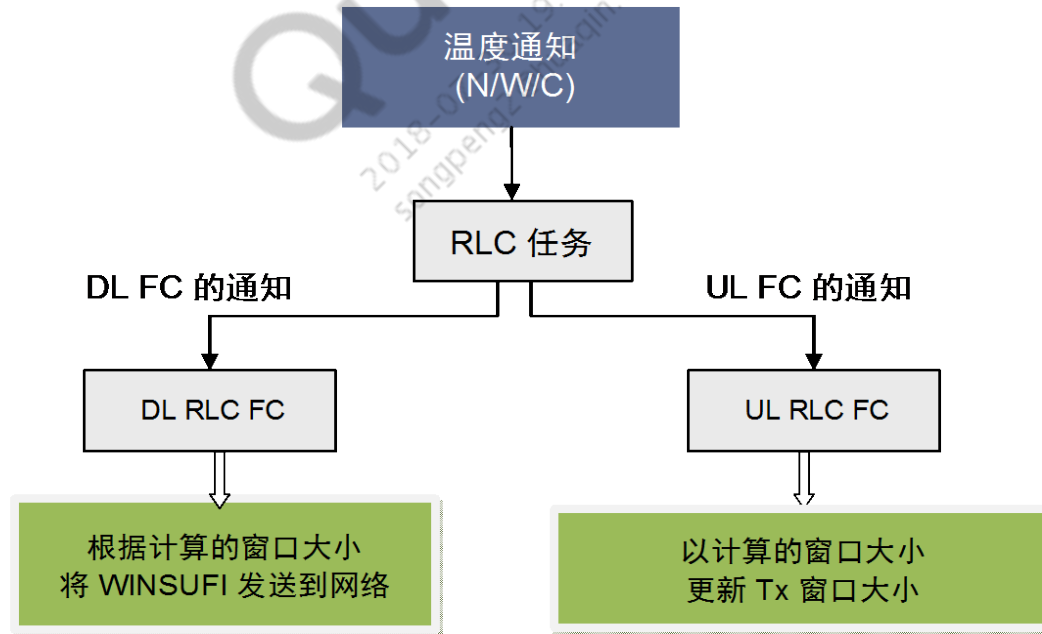 温度通知
(N/W/C)
RLC 任务
DL FC 的通知
UL FC 的通知
DL RLC FC
UL RLC FC
根据计算的窗口大小
将 WINSUFI 发送到网络
以计算的窗口大小
更新 Tx 窗口大小